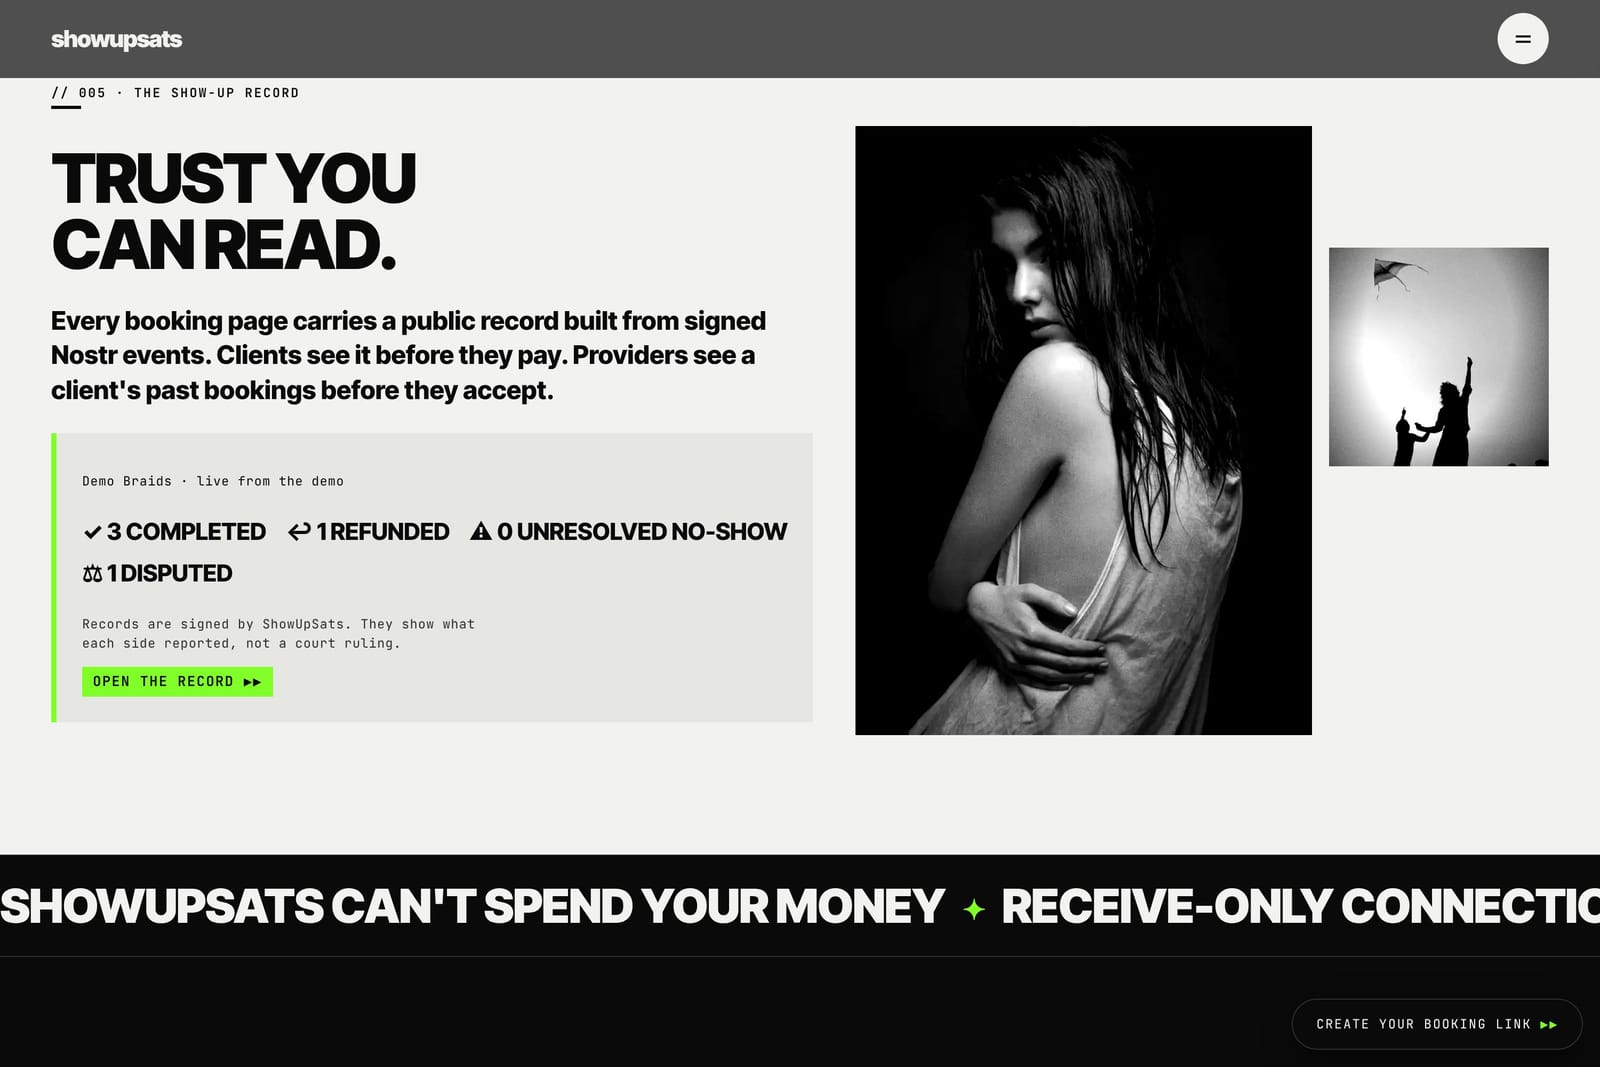 showupsats
// 005 · THE SHOW-UP RECORD
TRUST YOU
CAN READ.
Every booking page carries a public record built from signed
Nostr events. Clients see it before they pay. Providers see a
client's past bookings before they accept.
Demo Braids · live from the demo
✓ 3 COMPLETED ↩ 1 REFUNDED ⚠ 0 UNRESOLVED NO-SHOW
⚖ 1 DISPUTED
Records are signed by ShowUpSats. They show what
each side reported, not a court ruling.
OPEN THE RECORD ▶▶
SHOWUPSATS CAN'T SPEND YOUR MONEY ✦ RECEIVE-ONLY CONNECTIO
CREATE YOUR BOOKING LINK ▶▶